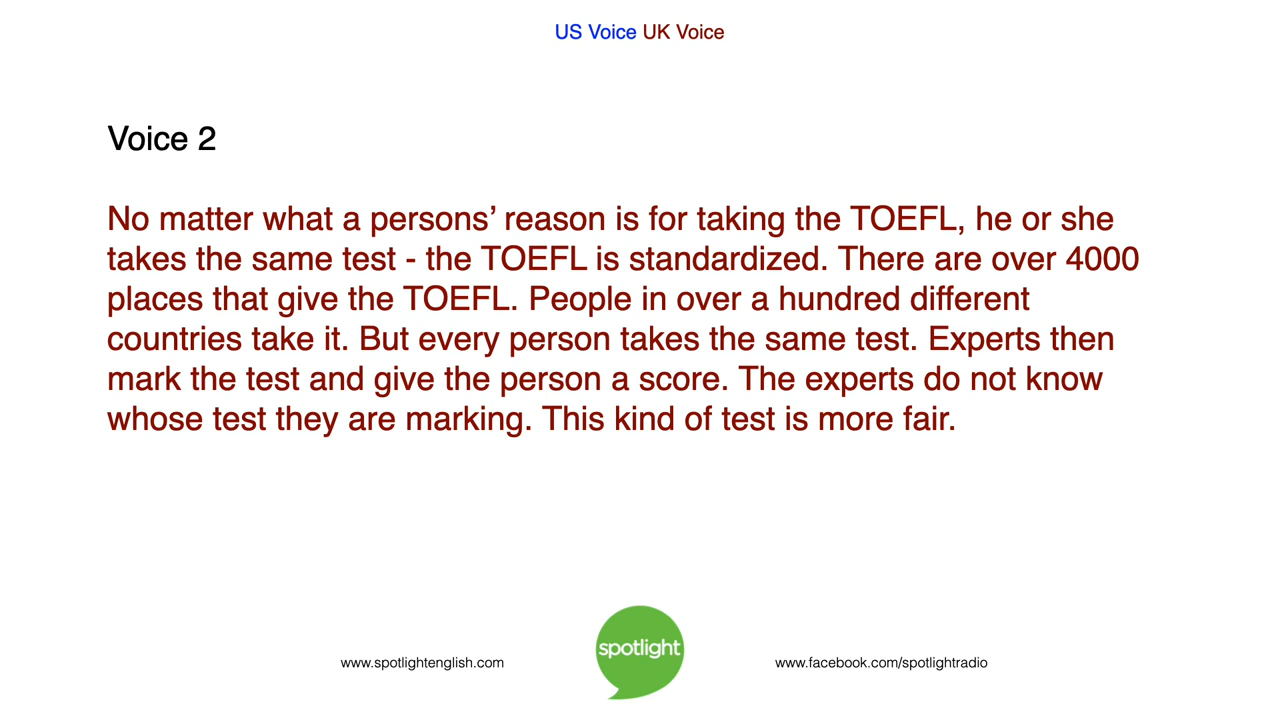 US Voice UK Voice
Voice 2
No matter what a persons’ reason is for taking the TOEFL, he or she
takes the same test - the TOEFL is standardized. There are over 4000
places that give the TOEFL. People in over a hundred different
countries take it. But every person takes the same test. Experts then
mark the test and give the person a score. The experts do not know
whose test they are marking. This kind of test is more fair.
www.spotlightenglish.com
spotlight
www.facebook.com/spotlightradio